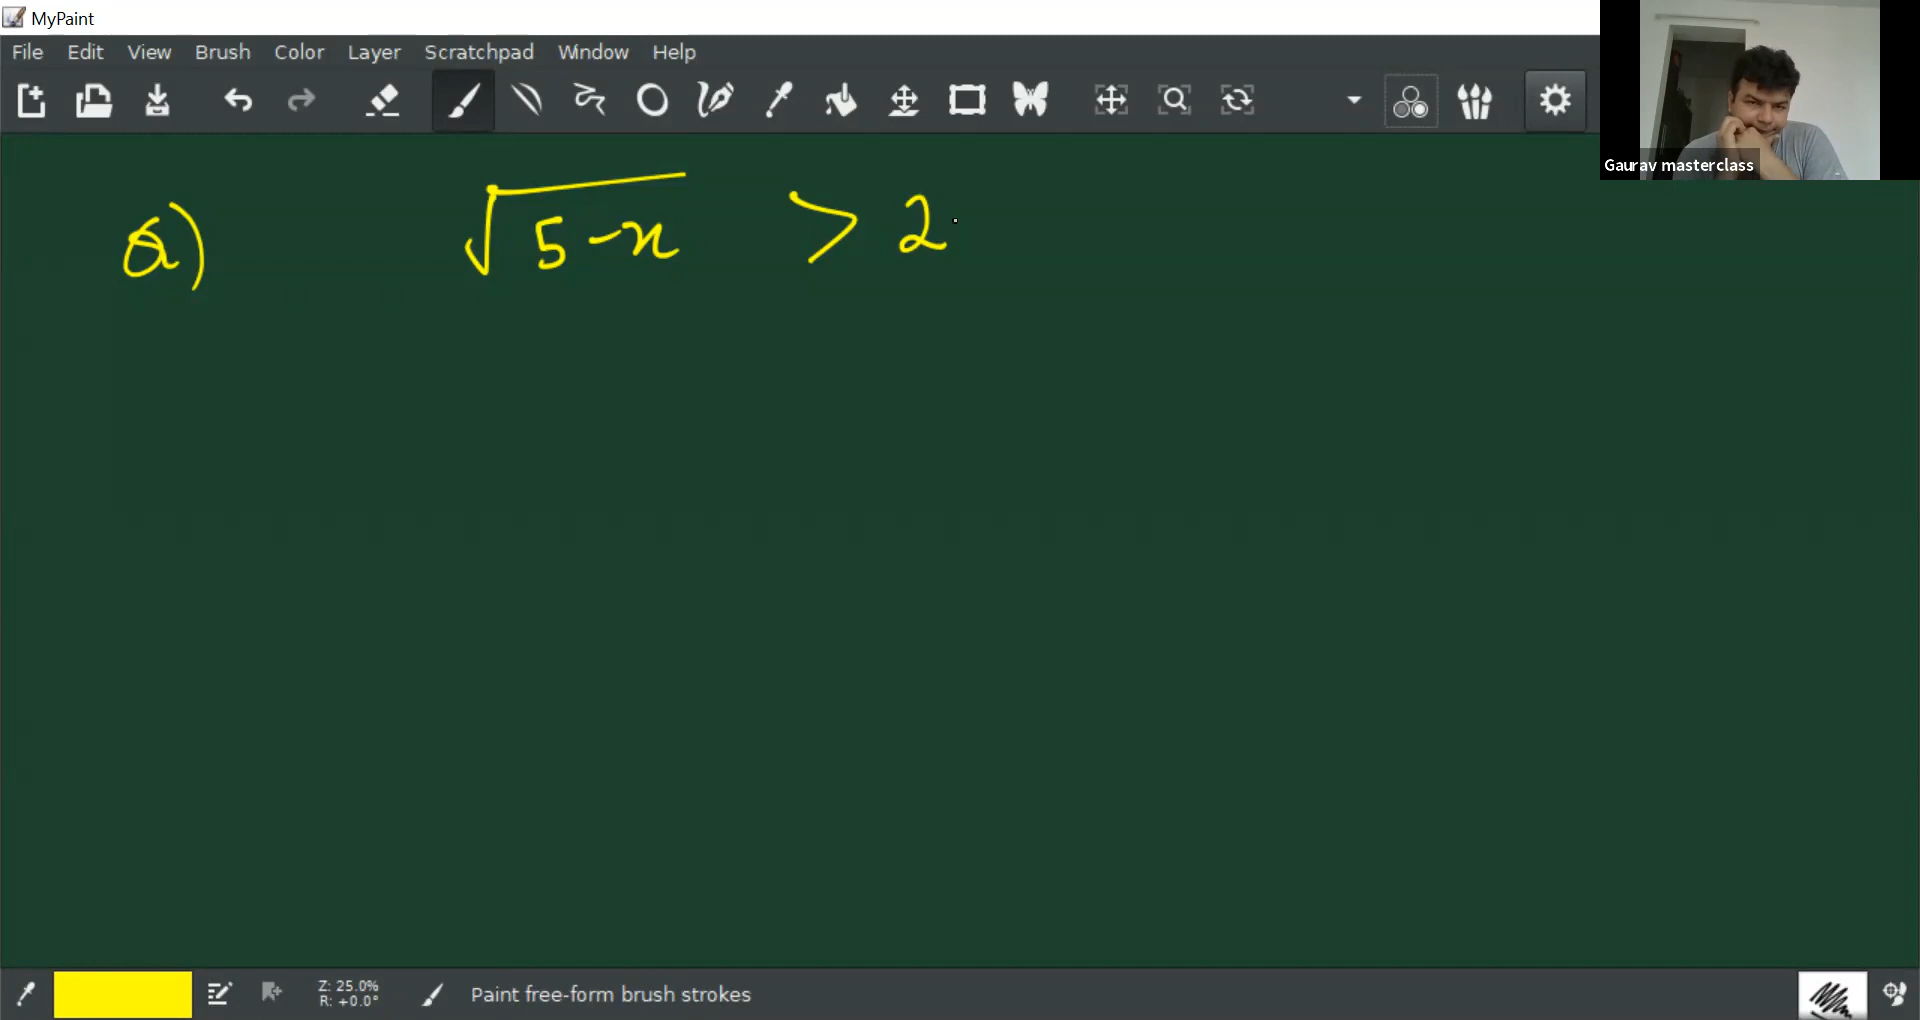 MyPaint
File Edit View Brush Color Layer Scratchpad Window Help
Gaurav masterclass
Q) √(5-x) > 2
Z: 25.0%
R: +0.0°
Paint free-form brush strokes